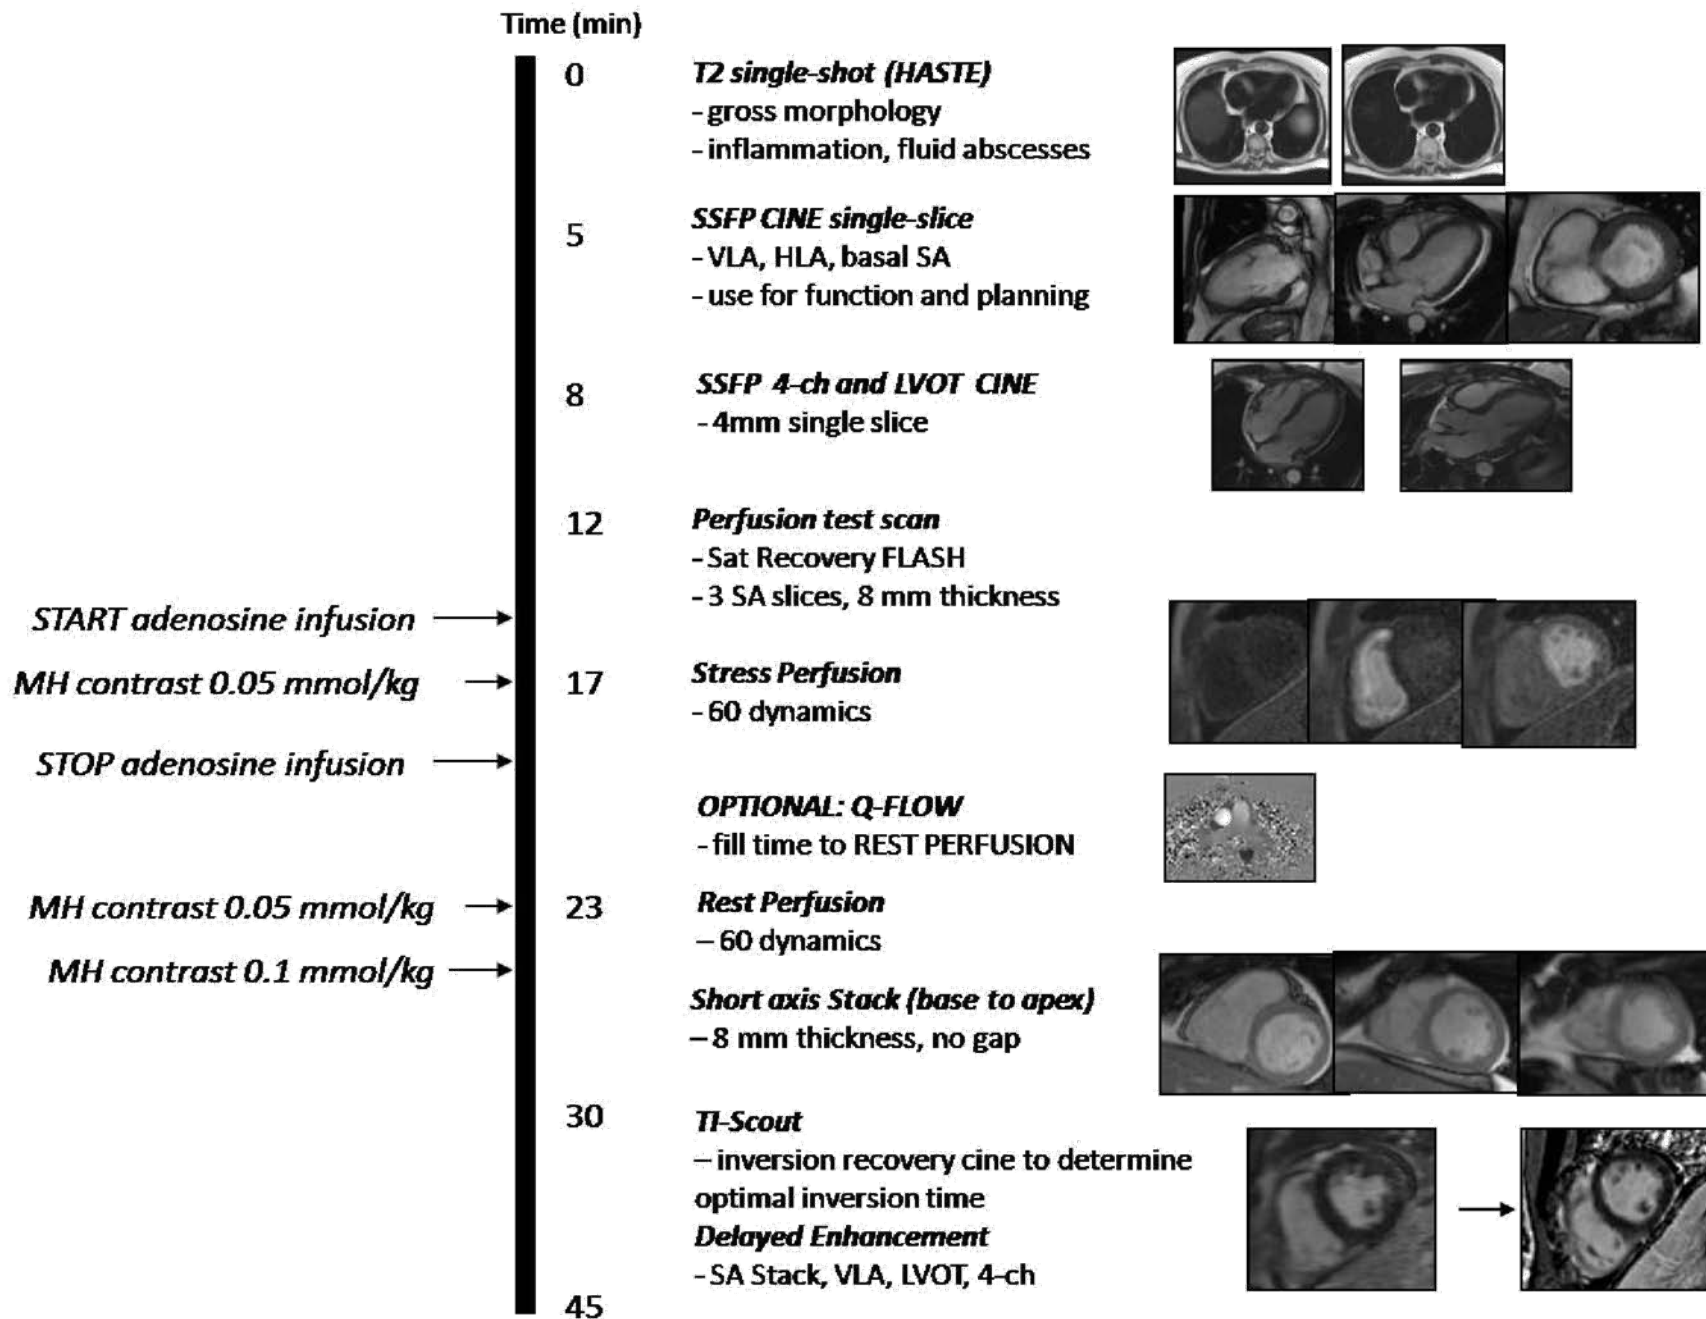 Time (min)
0
T2 single-shot (HASTE)
- gross morphology
- inflammation, fluid abscesses
5
SSFP CINE single-slice
- VLA, HLA, basal SA
- use for function and planning
8
SSFP 4-ch and LVOT CINE
- 4mm single slice
12
Perfusion test scan
- Sat Recovery FLASH
- 3 SA slices, 8 mm thickness
START adenosine infusion
MH contrast 0.05 mmol/kg
17
Stress Perfusion
- 60 dynamics
STOP adenosine infusion
OPTIONAL: Q-FLOW
- fill time to REST PERFUSION
MH contrast 0.05 mmol/kg
23
Rest Perfusion
– 60 dynamics
MH contrast 0.1 mmol/kg
Short axis Stack (base to apex)
– 8 mm thickness, no gap
30
TI-Scout
– inversion recovery cine to determine
optimal inversion time
Delayed Enhancement
- SA Stack, VLA, LVOT, 4-ch
45